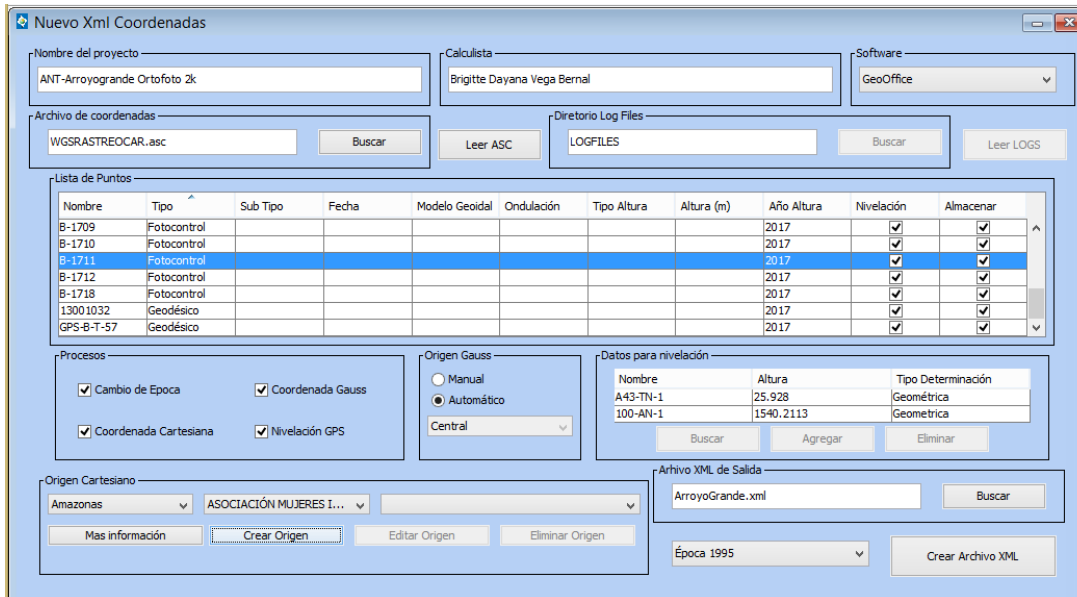 Nuevo Xml Coordenadas
Nombre del proyecto
ANT-Arroyogrande Ortofoto 2k
Calculista
Brigitte Dayana Vega Bernal
Software
GeoOffice
Archivo de coordenadas
WGSRASTREOCAR.asc
Buscar
Leer ASC
Diretorio Log Files
LOGFILES
Buscar
Leer LOGS
Lista de Puntos
Nombre Tipo Sub Tipo Fecha Modelo Geoidal Ondulación Tipo Altura Altura (m) Año Altura Nivelación Almacenar
B-1709 Fotocontrol 2017
B-1710 Fotocontrol 2017
B-1711 Fotocontrol 2017
B-1712 Fotocontrol 2017
B-1718 Fotocontrol 2017
13001032 Geodésico 2017
GPS-B-T-57 Geodésico 2017
Procesos
Cambio de Epoca
Coordenada Gauss
Coordenada Cartesiana
Nivelación GPS
Origen Gauss
Manual
Automático
Central
Datos para nivelación
Nombre Altura Tipo Determinación
A43-TN-1 25.928 Geométrica
100-AN-1 1540.2113 Geometrica
Buscar Agregar Eliminar
Origen Cartesiano
Amazonas
ASOCIACIÓN MUJERES I...
Mas información
Crear Origen
Editar Origen
Eliminar Origen
Arhivo XML de Salida
ArroyoGrande.xml
Buscar
Época 1995
Crear Archivo XML